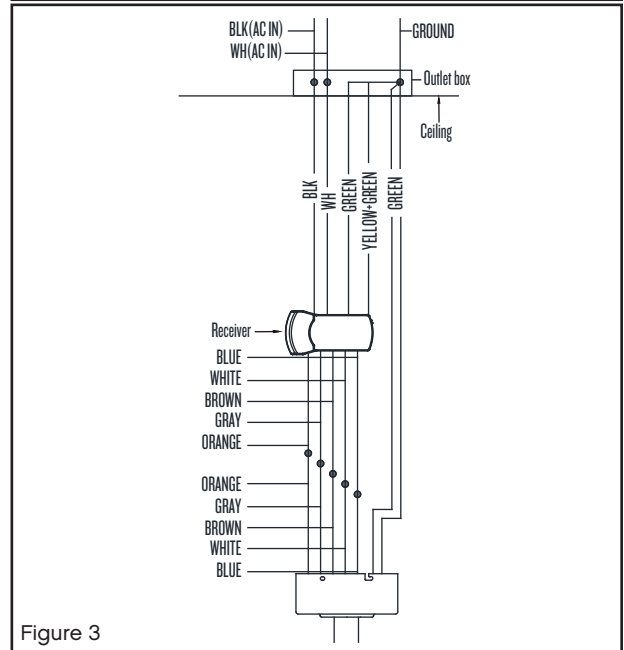 BLK(AC IN)
WH(AC IN)
GROUND
Outlet box
Ceiling
BLK
WH
GREEN
YELLOW+GREEN
GREEN
Receiver
BLUE
WHITE
BROWN
GRAY
ORANGE
ORANGE
GRAY
BROWN
WHITE
BLUE
Figure 3